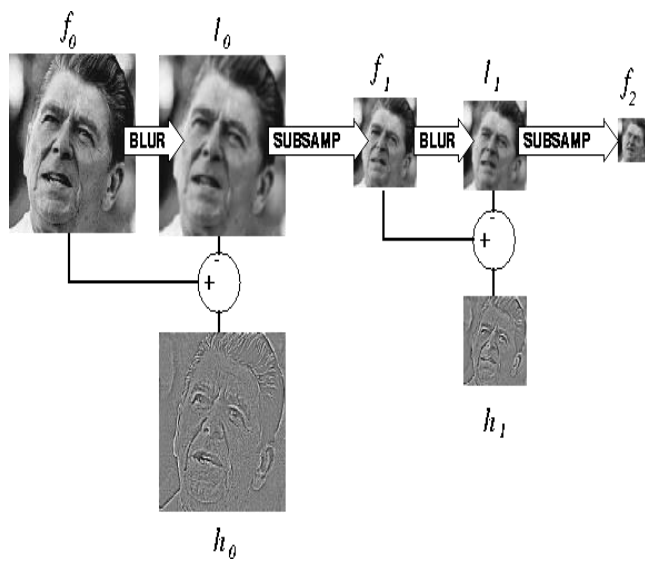 f₀ l₀
f₁ l₁
f₂
BLUR SUBSAMP BLUR SUBSAMP
- -
+ +
h₁
h₀